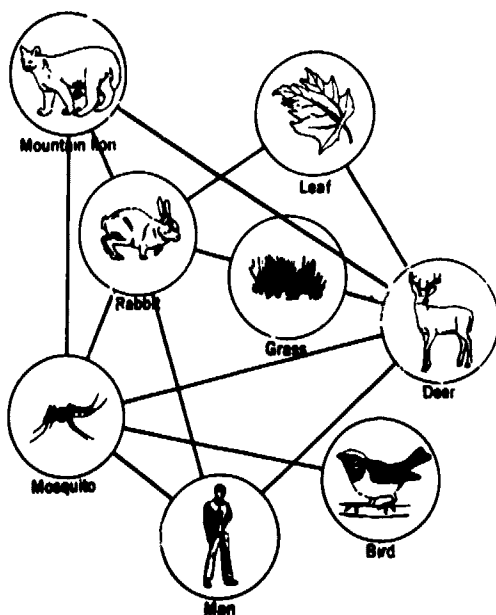 Mountain lion
Leaf
Rabbit
Grass
Deer
Mosquito
Bird
Man